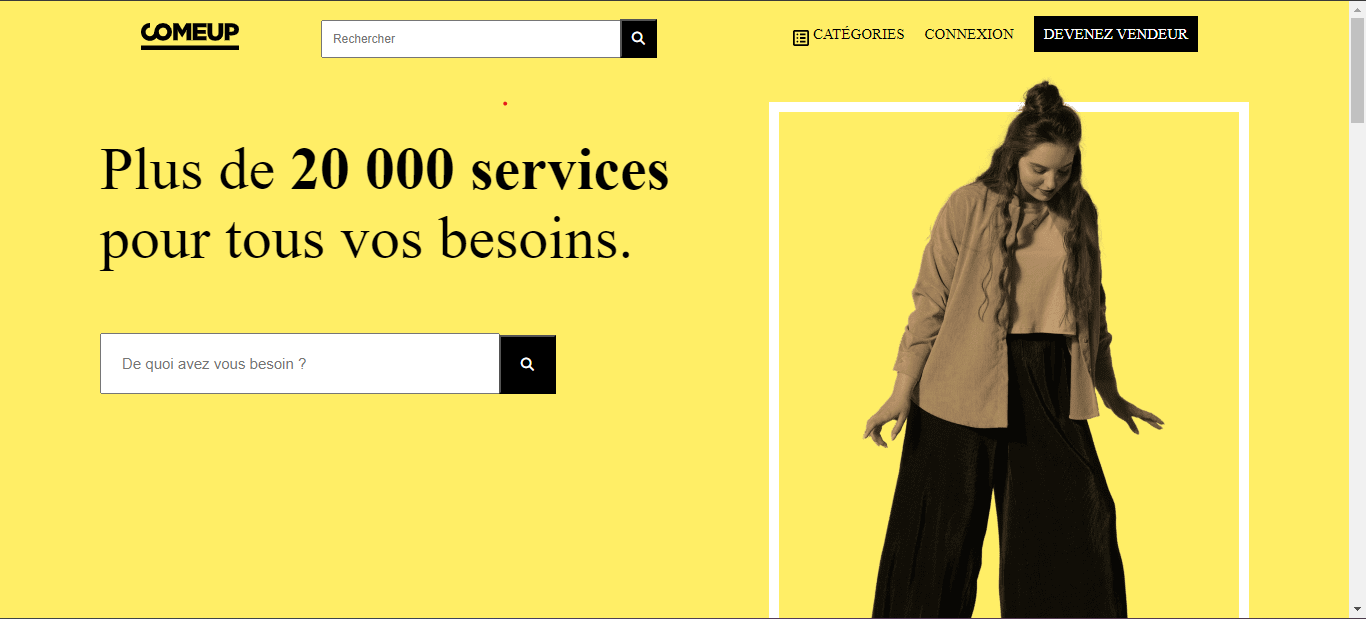 COMEUP
Rechercher
CATÉGORIES
CONNEXION
DEVENEZ VENDEUR
Plus de 20 000 services
pour tous vos besoins.
De quoi avez vous besoin ?